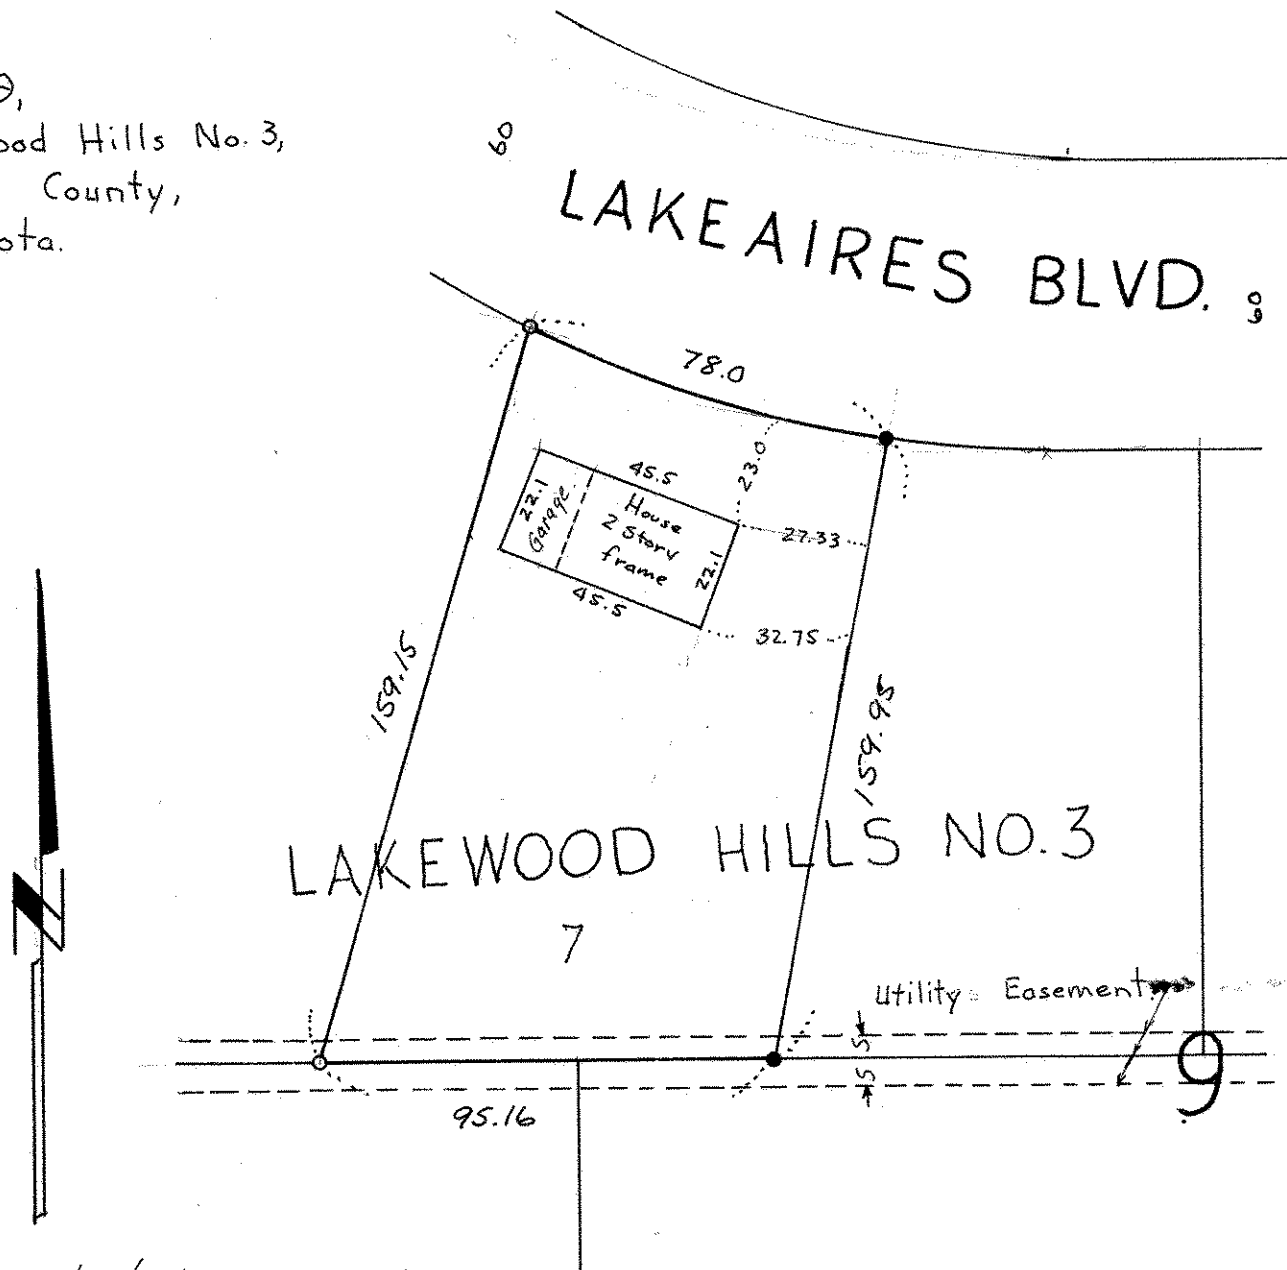 Hills No. 3,
County,
60
LAKEAIRES BLVD.
60
78.0
45.5
23.0
22.1
Garage
House
2 Story
frame
22.1
27.33
45.5
32.75
159.15
159.95
LAKEWOOD HILLS NO. 3
7
N
Utility Easement
5
5
9
95.16